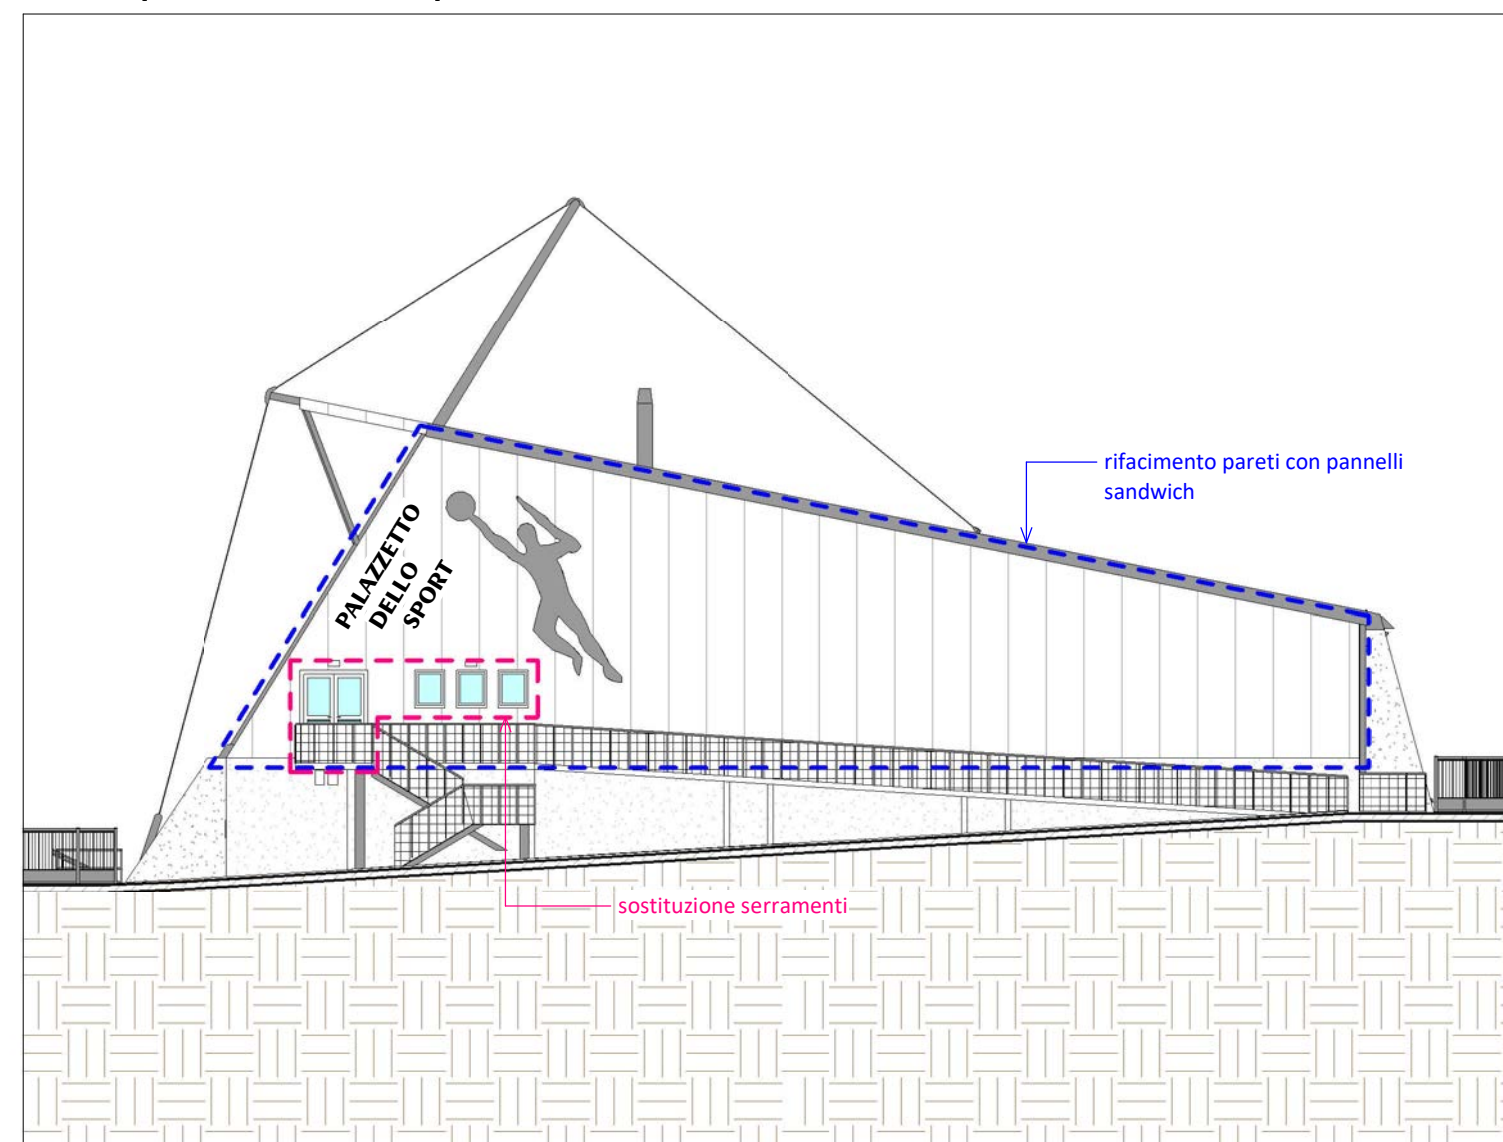 rifacimento pareti con pannelli
sandwich
PALAZZETTO
DELLO
SPORT
sostituzione serramenti